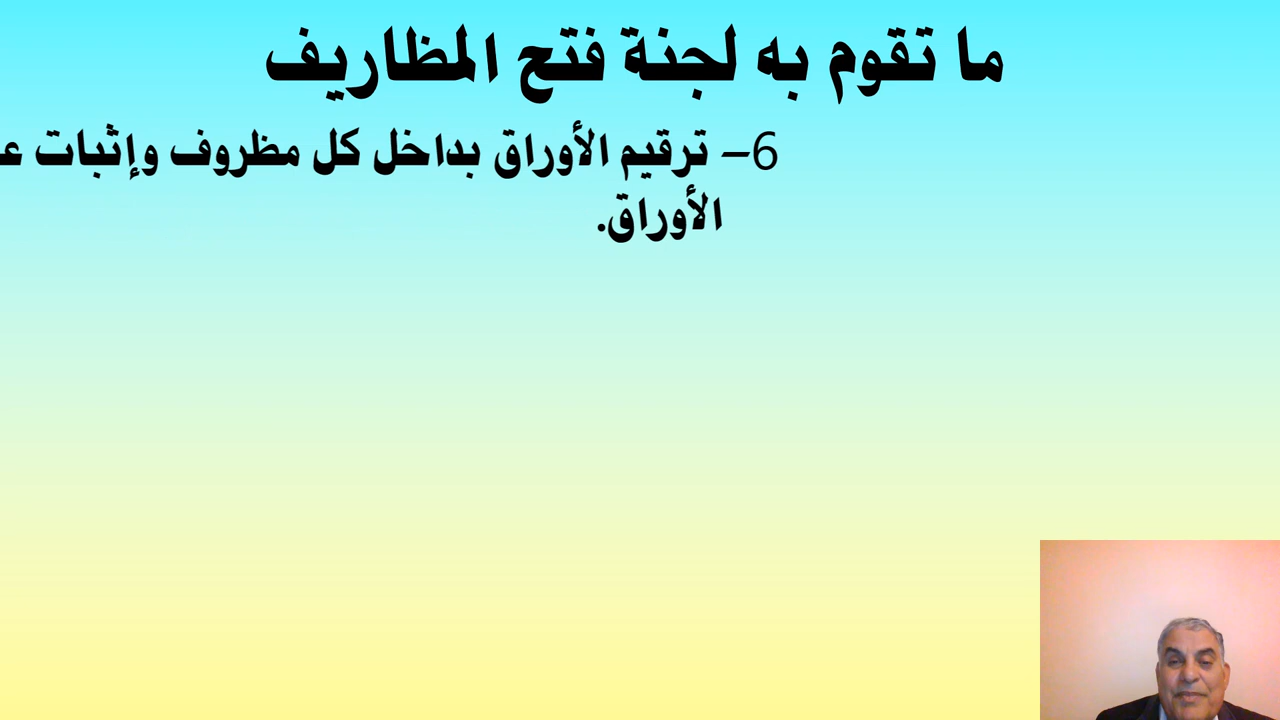 ما تقوم به لجنة فتح المظاريف
6– ترقيم الأوراق بداخل كل مظروف وإثبات
الأوراق.